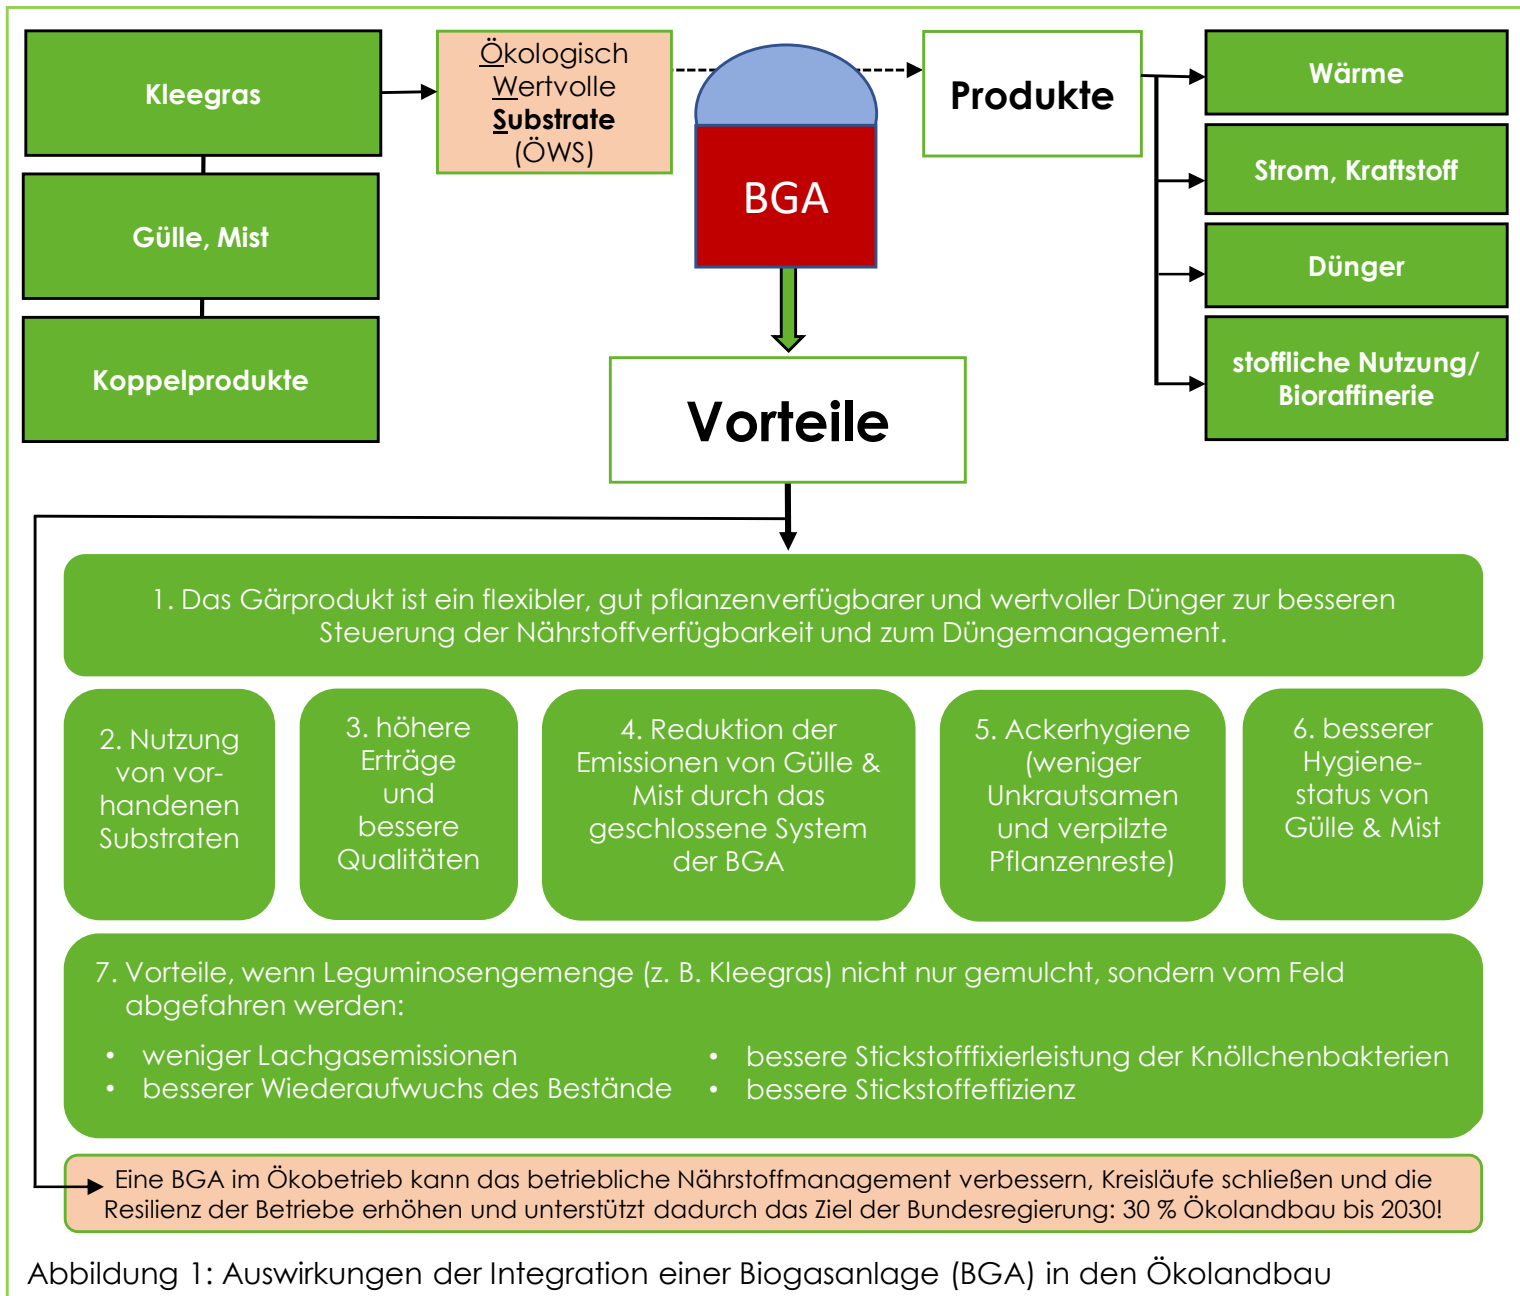 Kleegras
Gülle, Mist
Koppelprodukte
Ökologisch
Wertvolle
Substrate
(ÖWS)
BGA
Produkte
Wärme
Strom, Kraftstoff
Dünger
stoffliche Nutzung/
Bioraffinerie
Vorteile
1. Das Gärprodukt ist ein flexibler, gut pflanzenverfügbarer und wertvoller Dünger zur besseren
Steuerung der Nährstoffverfügbarkeit und zum Düngemanagement.
2. Nutzung
von vor-
handenen
Substraten
3. höhere
Erträge
und
bessere
Qualitäten
4. Reduktion der
Emissionen von Gülle &
Mist durch das
geschlossene System
der BGA
5. Ackerhygiene
(weniger
Unkrautsamen
und verpilzte
Pflanzenreste)
6. besserer
Hygiene-
status von
Gülle & Mist
7. Vorteile, wenn Leguminosengemenge (z. B. Kleegras) nicht nur gemulcht, sondern vom Feld
abgefahren werden:
• weniger Lachgasemissionen
• besserer Wiederaufwuchs des Bestände
• bessere Stickstofffixierleistung der Knöllchenbakterien
• bessere Stickstoffeffizienz
Eine BGA im Ökobetrieb kann das betriebliche Nährstoffmanagement verbessern, Kreisläufe schließen und die
Resilienz der Betriebe erhöhen und unterstützt dadurch das Ziel der Bundesregierung: 30 % Ökolandbau bis 2030!
Abbildung 1: Auswirkungen der Integration einer Biogasanlage (BGA) in den Ökolandbau